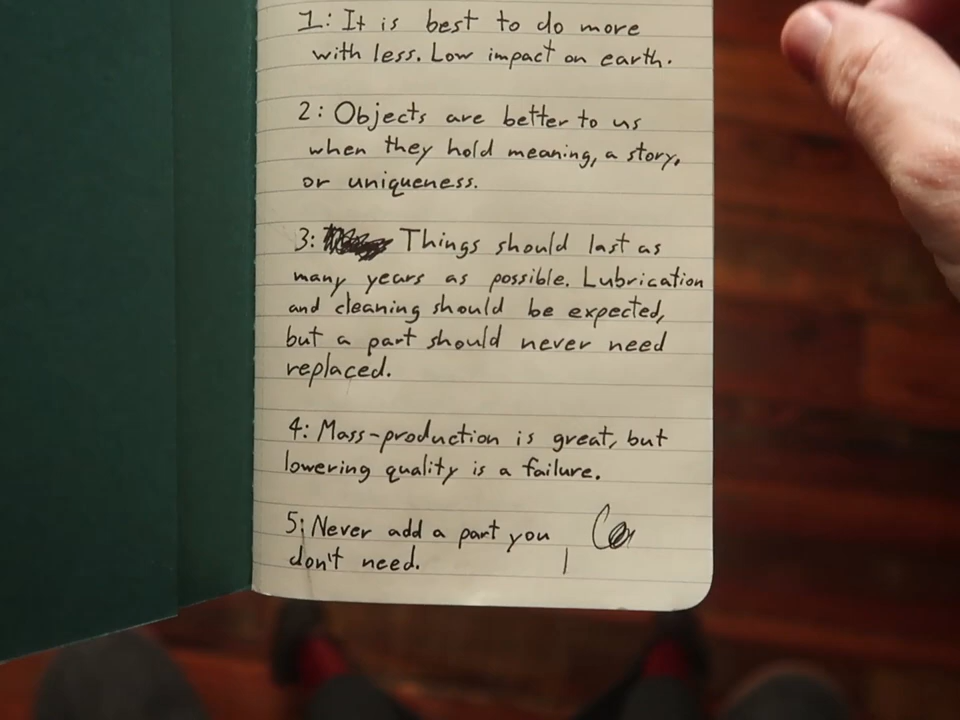 1: It is best to do more
with less. Low impact on earth.
2: Objects are better to us
when they hold meaning, a story,
or uniqueness.
3: Things should last as
many years as possible. Lubrication
and cleaning should be expected,
but a part should never need
replaced.
4: Mass-production is great, but
lowering quality is a failure.
5: Never add a part you
don't need.